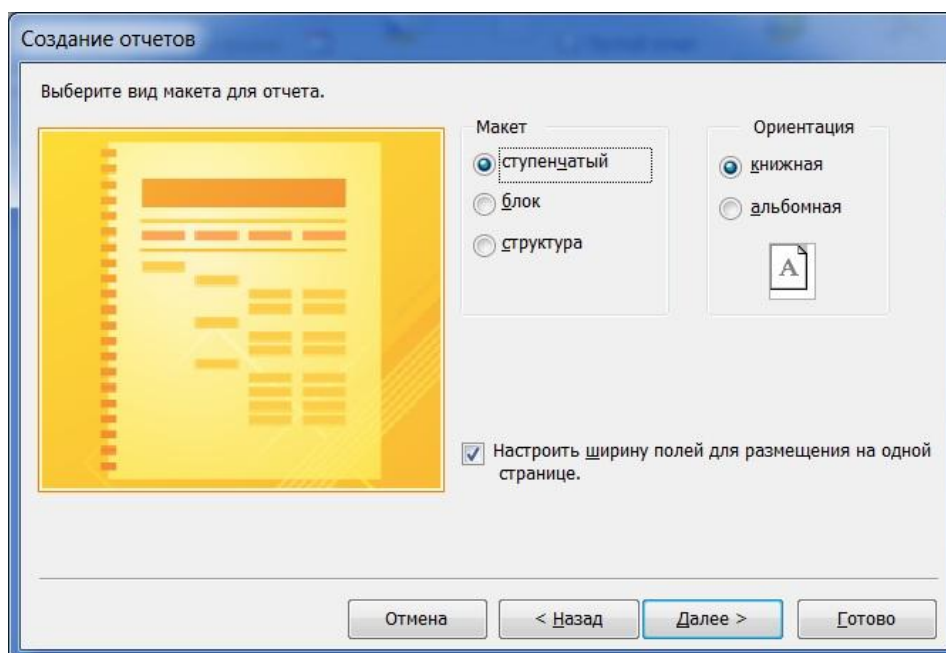 Создание отчетов
Выберите вид макета для отчета.
Макет
ступенчатый
блок
структура
Ориентация
книжная
альбомная
A
Настроить ширину полей для размещения на одной
странице.
Отмена
< Назад
Далее >
Готово